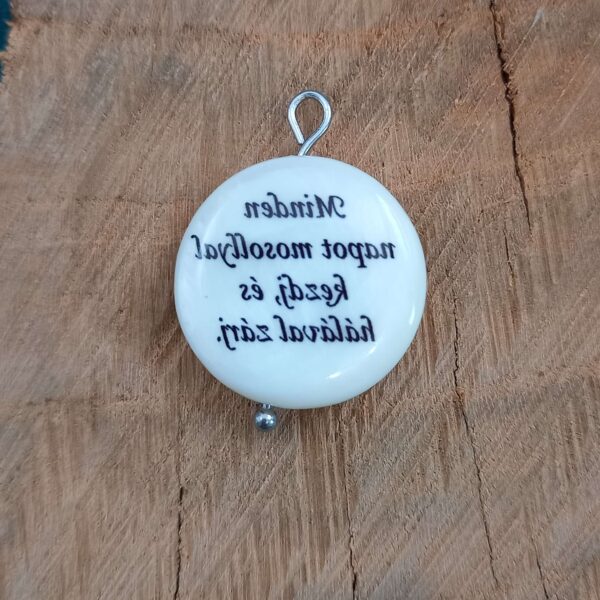 Minden
napot mosollyal
kezdj, és
hálával zárj.